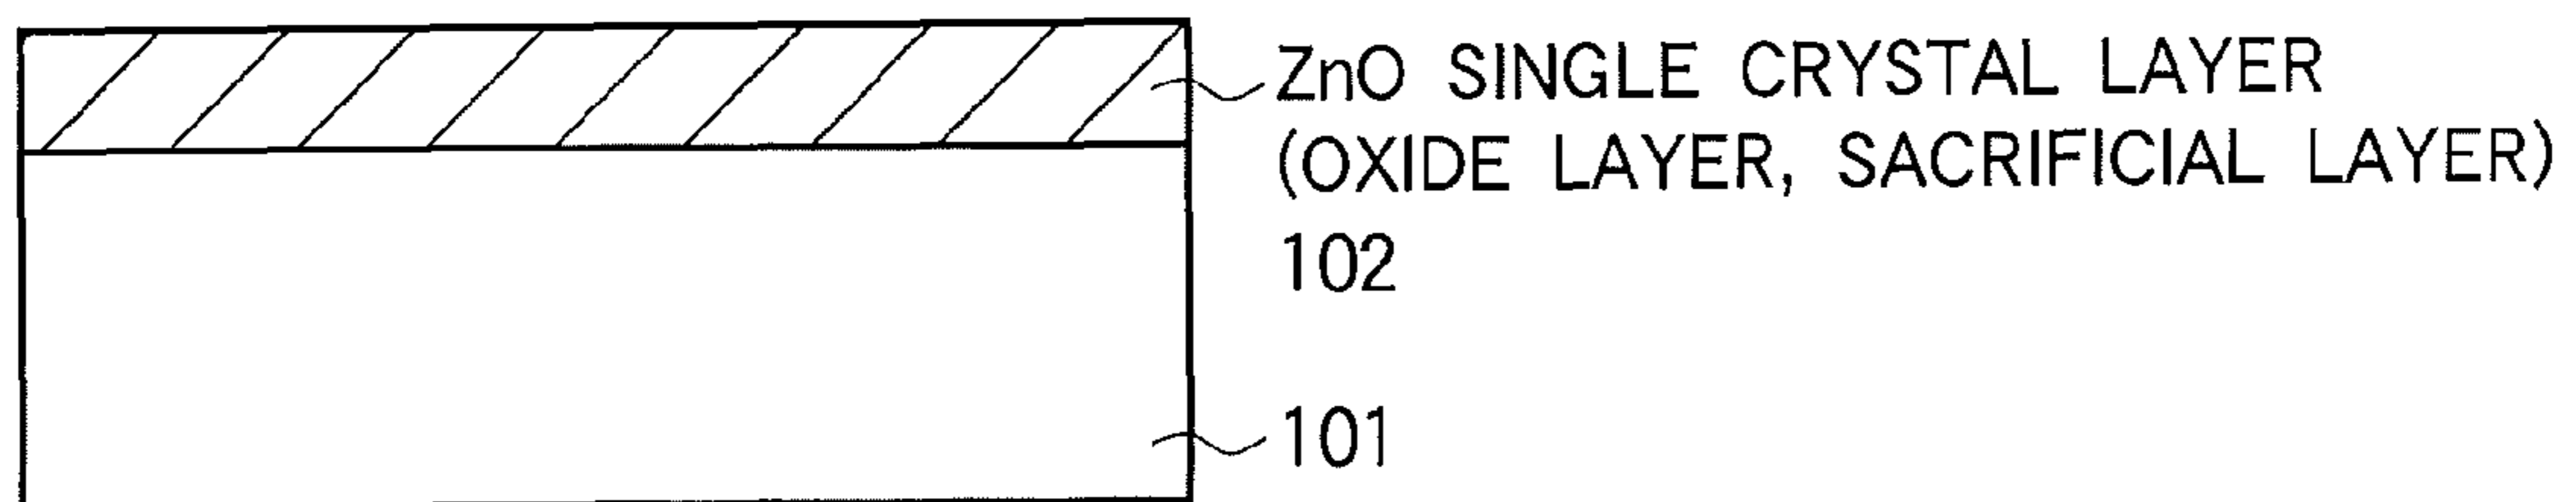 ZnO SINGLE CRYSTAL LAYER
(OXIDE LAYER, SACRIFICIAL LAYER)
102
101